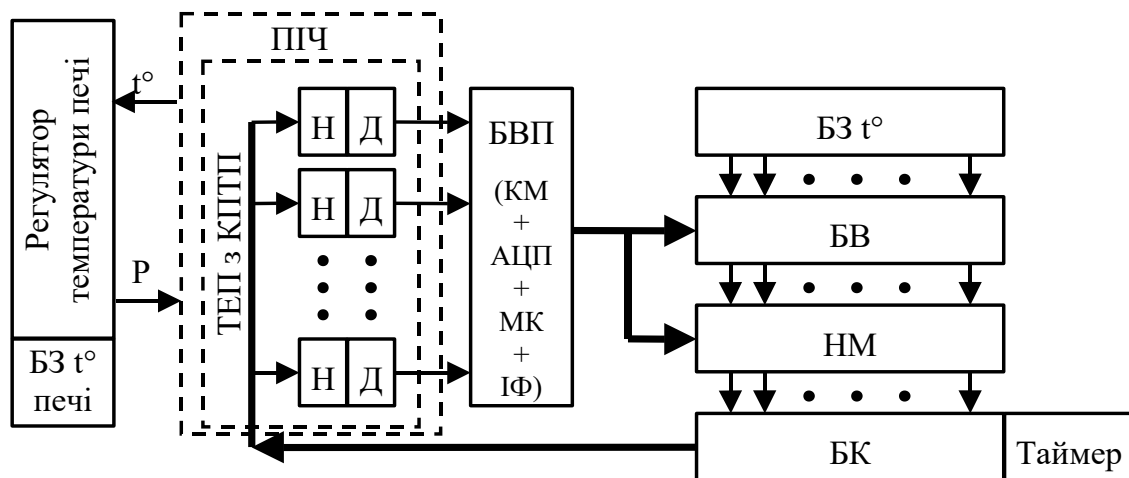 Регулятор
температури печі
БЗ t°
печі
t°
P
ПІЧ
ТЕП з КПТП
Н Д
Н Д
Н Д
БВП
(КМ
+
АЦП
+
МК
+
ІФ)
БЗ t°
БВ
НМ
БК
Таймер